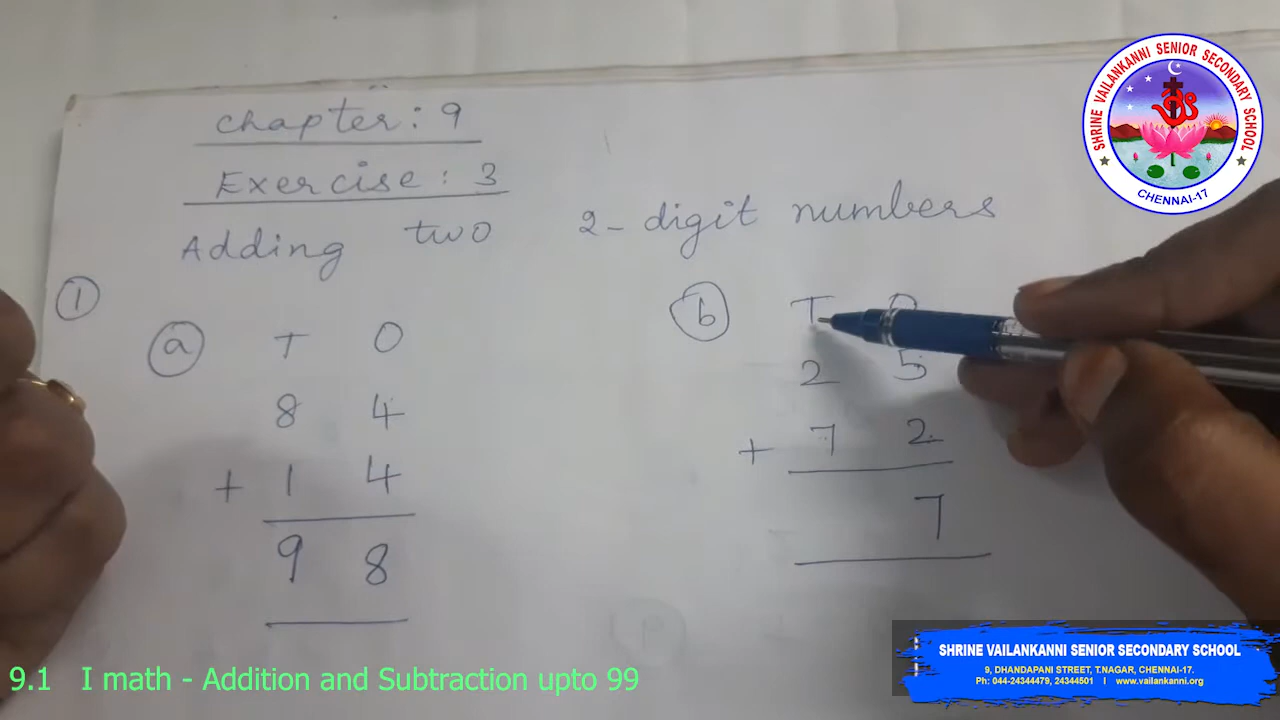 Chapter: 9
Exercise: 3
Adding two 2-digit numbers
1
a T O
8 4
+ 1 4
9 8
b T O
2 5
+ 7 2
7
SHRINE VAILANKANNI SENIOR SECONDARY SCHOOL
CHENNAI-17
9.1 I math - Addition and Subtraction upto 99
SHRINE VAILANKANNI SENIOR SECONDARY SCHOOL
9, DHANDAPANI STREET, T.NAGAR, CHENNAI-17.
Ph: 044-24344479, 24344501 I www.vailankanni.org